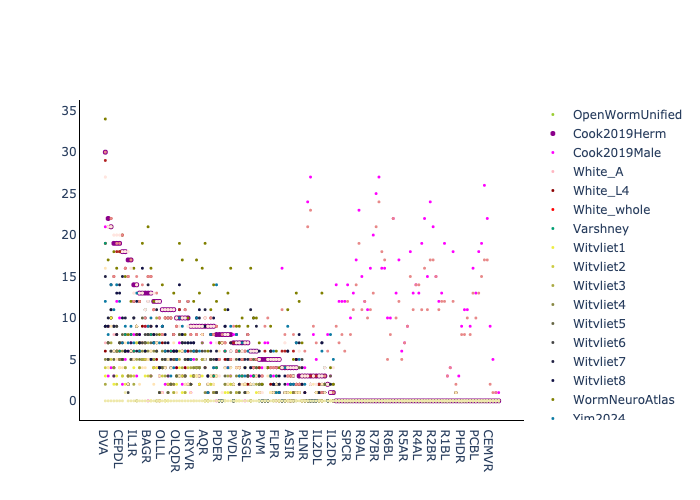 35
30
25
20
15
10
5
0
DVA
CEPDL
IL1R
BAGR
OLLL
OLQDR
URYVR
AQR
PDER
PVDL
ASGL
PVM
FLPR
ASIR
PLNR
IL2DL
IL2DR
SPCR
R9AL
R7BR
R6BL
R5AR
R4AL
R2BR
R1BL
PHDR
PCBL
CEMVR
OpenWormUnified
Cook2019Herm
Cook2019Male
White_A
White_L4
White_whole
Varshney
Witvliet1
Witvliet2
Witvliet3
Witvliet4
Witvliet5
Witvliet6
Witvliet7
Witvliet8
WormNeuroAtlas
Yim2024